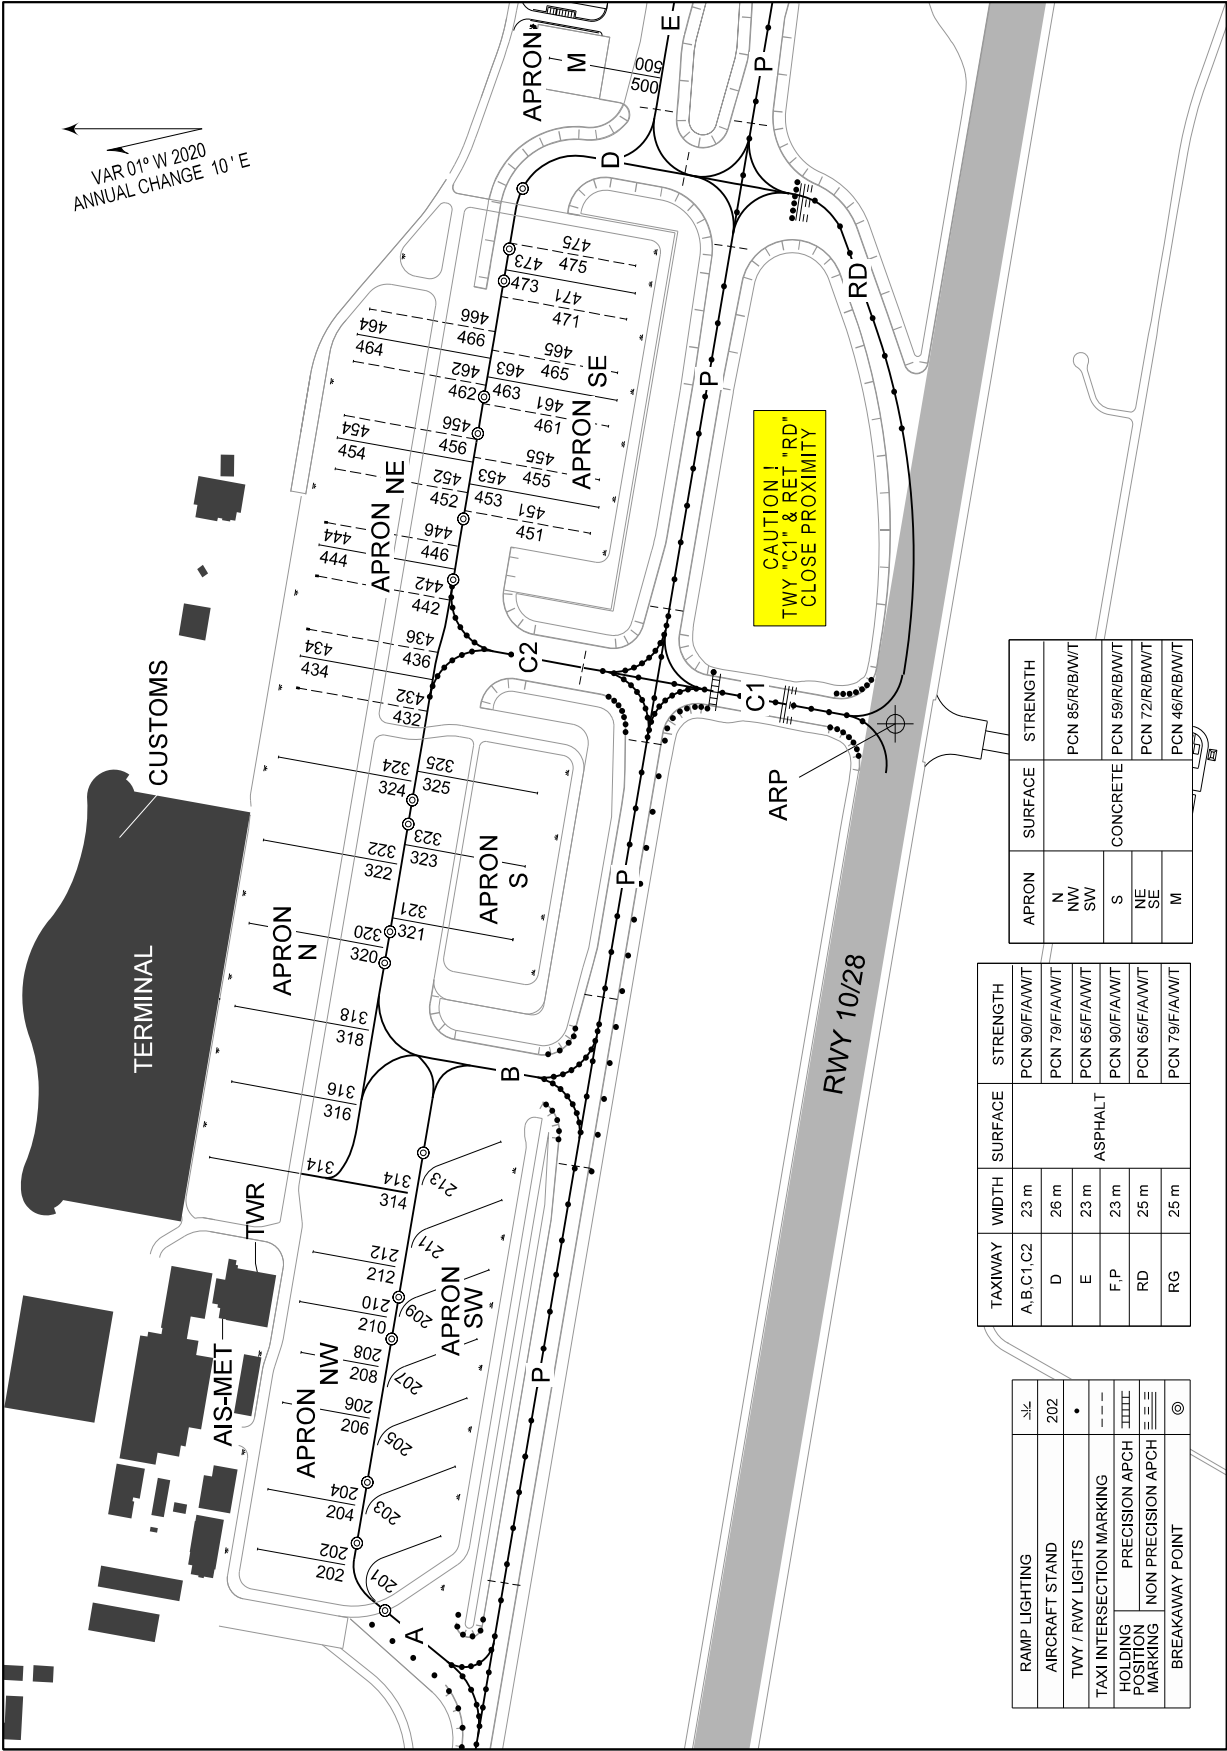 VAR 01° W 2020
ANNUAL CHANGE 10 ' E
CUSTOMS
TERMINAL
TWR
AIS-MET
APRON
M
E
500
500
P
D
RD
APRON
NE
464
464
466
466
462
462
454
454
456
456
452
452
444
444
446
446
442
442
434
434
436
436
432
432
475
475
473
473
471
471
465
465
463
463
461
461
455
455
453
453
451
451
APRON SE
P
C2
C1
CAUTION !
TWY "C1" & RET "RD"
CLOSE PROXIMITY
ARP
APRON
N
324
324
322
322
320
320
318
318
316
316
314
314
314
325
325
323
323
321
321
APRON
S
P
B
RWY 10/28
APRON
NW
212
212
210
210
208
208
206
206
204
204
202
202
213
211
209
207
205
203
201
APRON
SW
P
A
RAMP LIGHTING
AIRCRAFT STAND 202
TWY / RWY LIGHTS
TAXI INTERSECTION MARKING
HOLDING
POSITION
MARKING
PRECISION APCH
NON PRECISION APCH
BREAKAWAY POINT
TAXIWAY WIDTH SURFACE STRENGTH
A,B,C1,C2 23 m ASPHALT PCN 90/F/A/W/T
D 26 m PCN 79/F/A/W/T
E 23 m PCN 65/F/A/W/T
F,P 23 m PCN 90/F/A/W/T
RD 25 m PCN 65/F/A/W/T
RG 25 m PCN 79/F/A/W/T
APRON SURFACE STRENGTH
N
NW
SW
CONCRETE
PCN 85/R/B/W/T
S PCN 59/R/B/W/T
NE
SE
PCN 72/R/B/W/T
M PCN 46/R/B/W/T